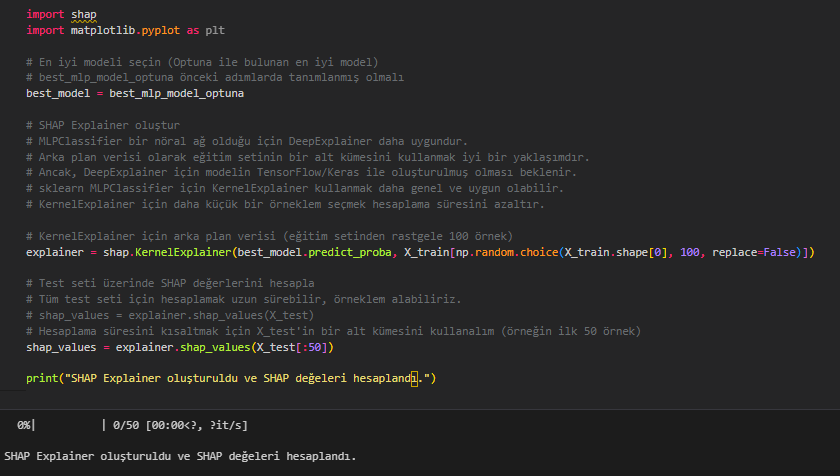 import shap
import matplotlib.pyplot as plt
# En iyi modeli seçin (Optuna ile bulunan en iyi model)
# best_mlp_model_optuna önceki adımlarda tanımlanmış olmalı
best_model = best_mlp_model_optuna
# SHAP Explainer oluştur
# MLPClassifier bir nöral ağ olduğu için DeepExplainer daha uygundur.
# Arka plan verisi olarak eğitim setinin bir alt kümesini kullanmak iyi bir yaklaşımdır.
# Ancak, DeepExplainer için modelin TensorFlow/Keras ile oluşturulmuş olması beklenir.
# sklearn MLPClassifier için KernelExplainer kullanmak daha genel ve uygun olabilir.
# KernelExplainer için daha küçük bir örneklem seçmek hesaplama süresini azaltır.
# KernelExplainer için arka plan verisi (eğitim setinden rastgele 100 örnek)
explainer = shap.KernelExplainer(best_model.predict_proba, X_train[np.random.choice(X_train.shape[0], 100, replace=False)])
# Test seti üzerinde SHAP değerlerini hesapla
# Tüm test seti için hesaplamak uzun sürebilir, örneklem alabiliriz.
# shap_values = explainer.shap_values(X_test)
# Hesaplama süresini kısaltmak için X_test'in bir alt kümesini kullanalım (örneğin ilk 50 örnek)
shap_values = explainer.shap_values(X_test[:50])
print("SHAP Explainer oluşturuldu ve SHAP değeleri hesaplandı.")
0%| | 0/50 [00:00<?, ?it/s]
SHAP Explainer oluşturuldu ve SHAP değeleri hesaplandı.